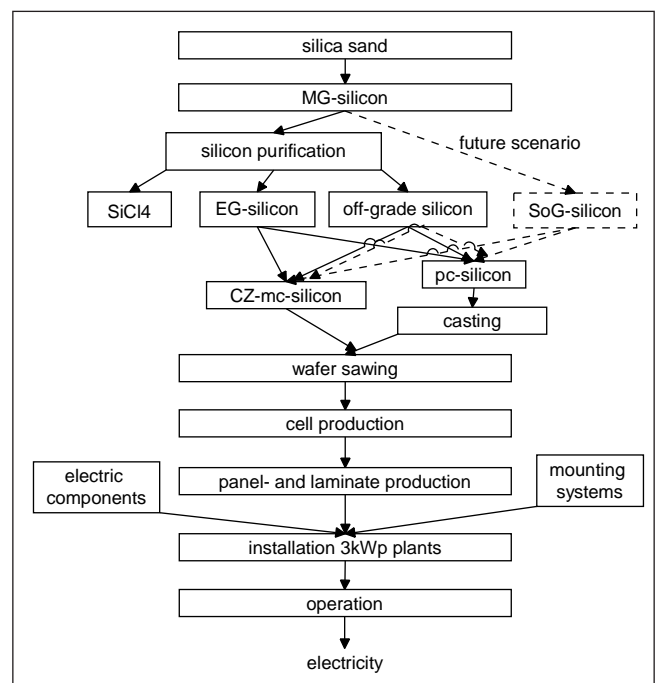 silica sand
MG-silicon
future scenario
silicon purification
SiCl4
EG-silicon
off-grade silicon
SoG-silicon
pc-silicon
CZ-mc-silicon
casting
wafer sawing
cell production
electric
components
panel- and laminate production
mounting
systems
installation 3kWp plants
operation
electricity